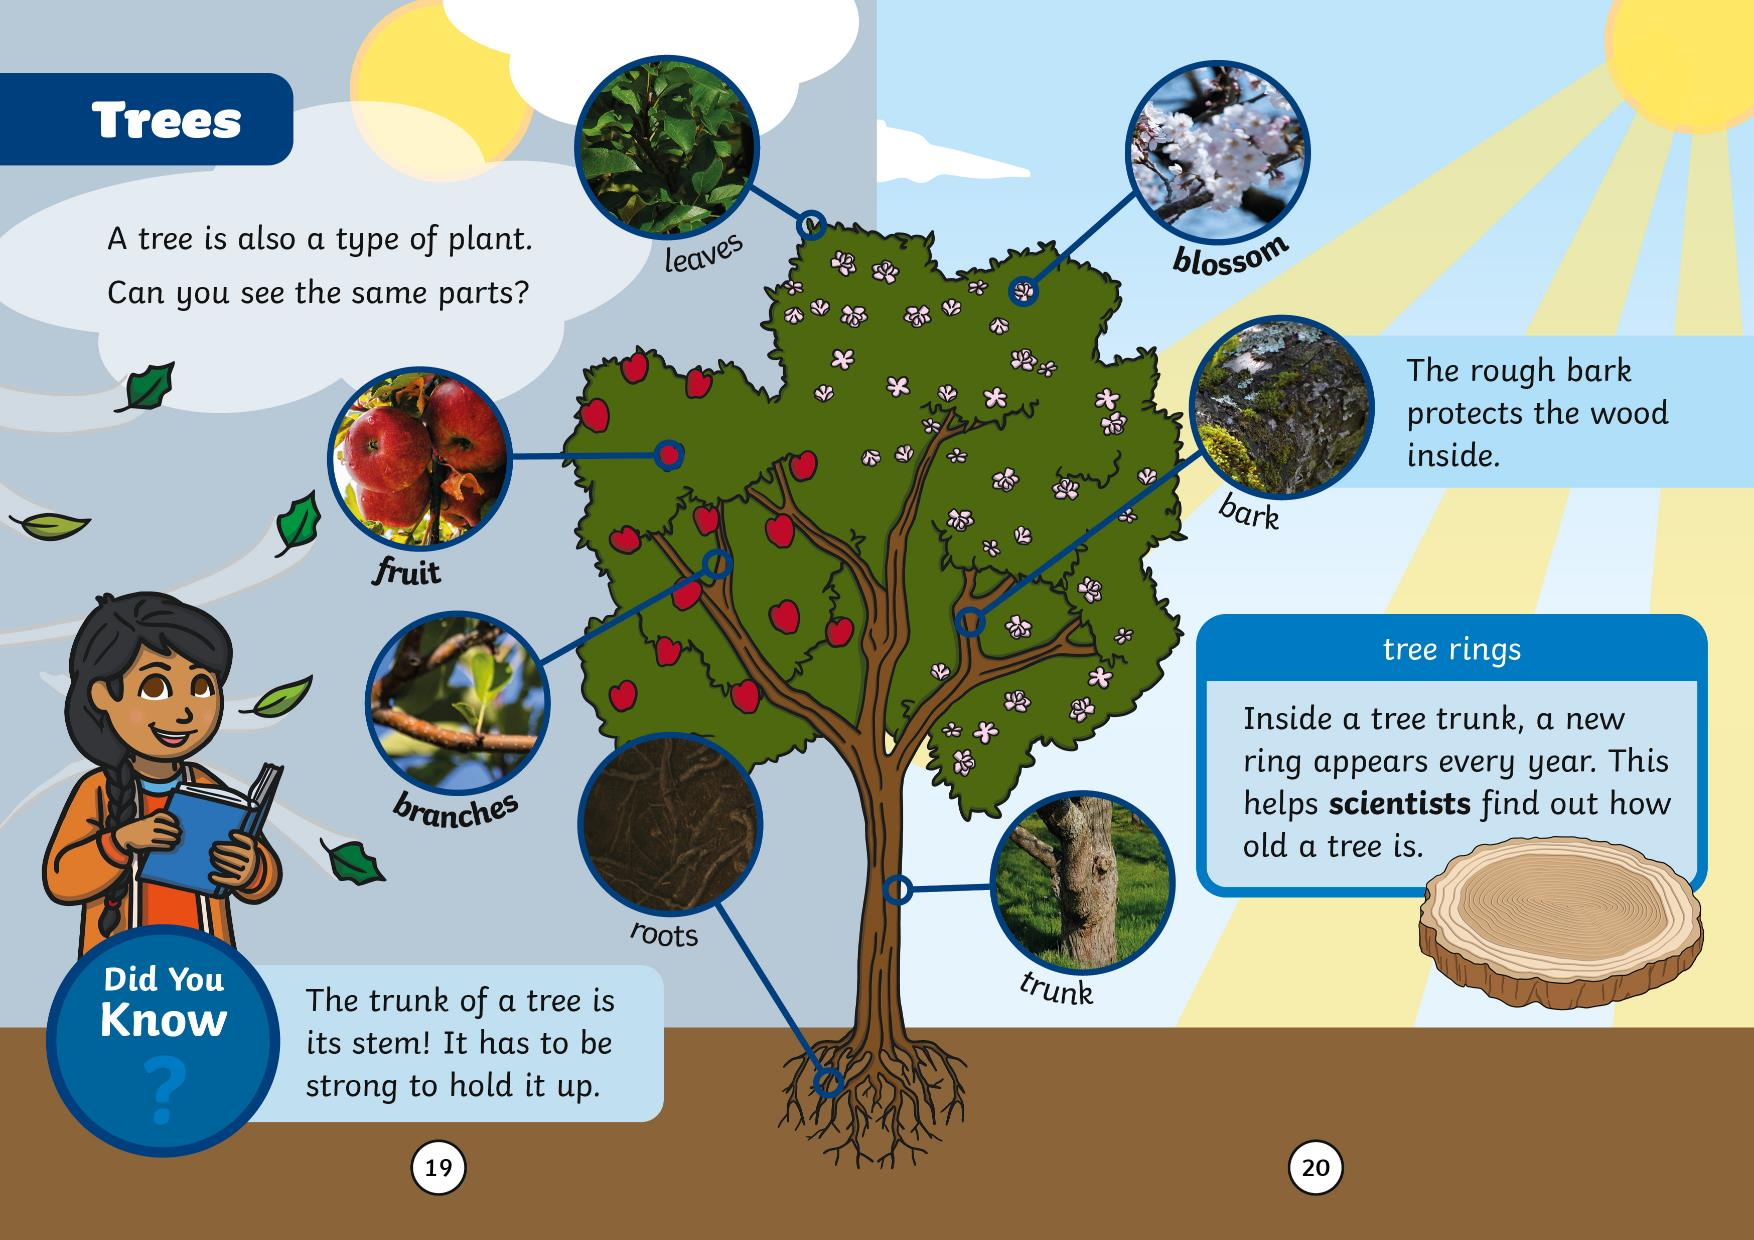 Trees
A tree is also a type of plant.
Can you see the same parts?
leaves
blossom
fruit
The rough bark
protects the wood
inside.
bark
branches
tree rings
Inside a tree trunk, a new
ring appears every year. This
helps scientists find out how
old a tree is.
roots
trunk
Did You
Know
?
The trunk of a tree is
its stem! It has to be
strong to hold it up.
19
20